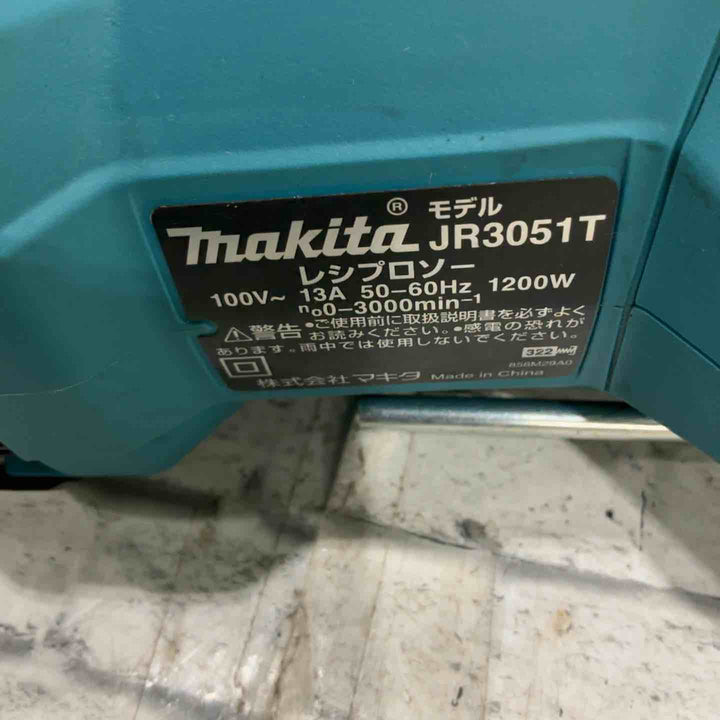 makita® モデル JR3051T
レシプロソー
100V～ 13A 50-60Hz 1200W
n₀0-3000min⁻¹
警告 •ご使用前に取扱説明書を必ずよく
お読みください。•感電の恐れが
あります。雨中では使用しないでください。
322
856M29A0
株式会社 マキタ Made in China